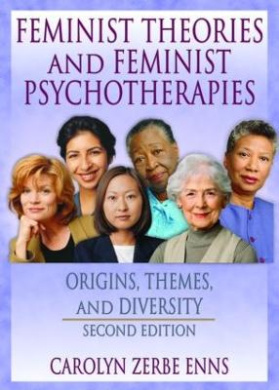 FEMINIST THEORIES
AND FEMINIST
PSYCHOTHERAPIES
ORIGINS, THEMES,
AND DIVERSITY
SECOND EDITION
CAROLYN ZERBE ENNS